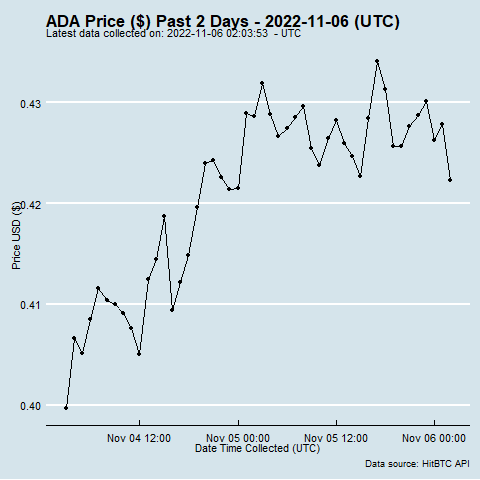 ADA Price ($) Past 2 Days - 2022-11-06 (UTC)
Latest data collected on: 2022-11-06 02:03:53  - UTC
Price USD ($)
0.43
0.42
0.41
0.40
Nov 04 12:00
Nov 05 00:00
Nov 05 12:00
Nov 06 00:00
Date Time Collected (UTC)
Data source: HitBTC API